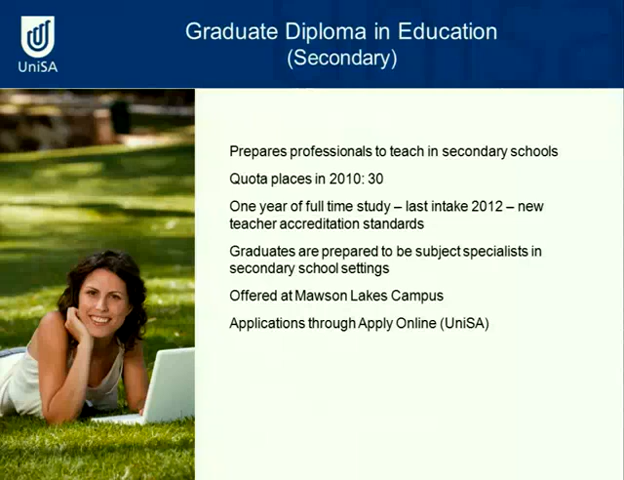 UniSA
Graduate Diploma in Education
(Secondary)
Prepares professionals to teach in secondary schools
Quota places in 2010: 30
One year of full time study – last intake 2012 – new
teacher accreditation standards
Graduates are prepared to be subject specialists in
secondary school settings
Offered at Mawson Lakes Campus
Applications through Apply Online (UniSA)